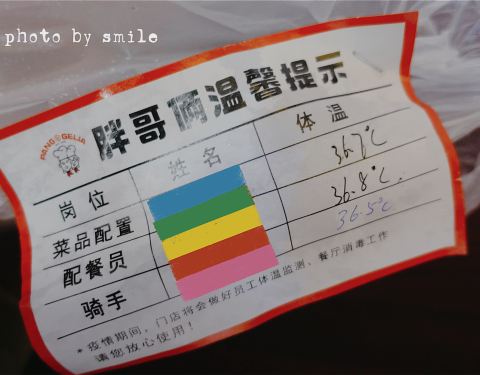 photo by smile
PANGGELIA
胖哥俩温馨提示
岗位 姓名 体温
菜品配置 36.7℃
配餐员 36.8℃.
骑手 36.5℃
* 疫情期间，门店将会做好员工体温监测、餐厅消毒工作
请您放心使用！